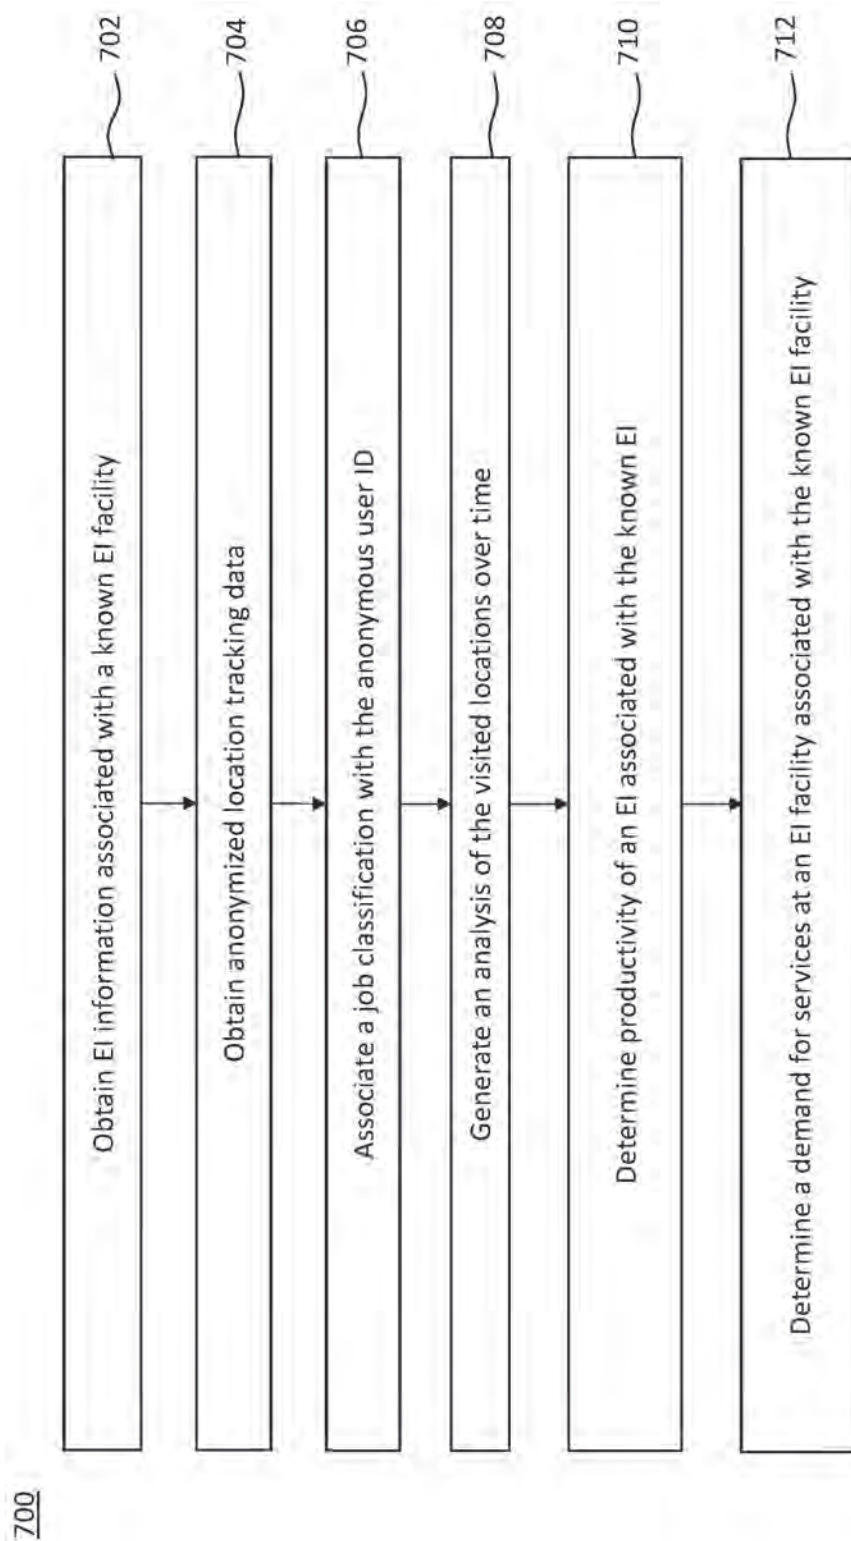 700
Obtain EI information associated with a known EI facility
702
Obtain anonymized location tracking data
704
Associate a job classification with the anonymous user ID
706
Generate an analysis of the visited locations over time
708
Determine productivity of an EI associated with the known EI
710
Determine a demand for services at an EI facility associated with the known EI facility
712